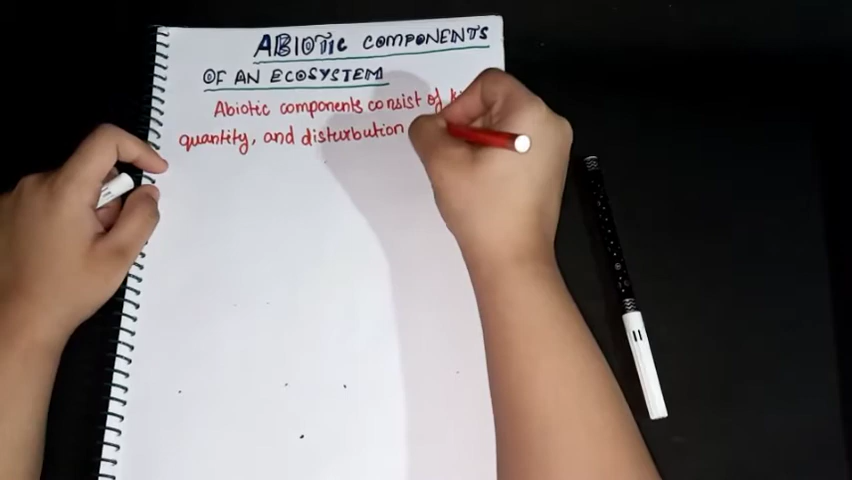 ABIOTIC COMPONENTS
OF AN ECOSYSTEM
Abiotic components consist of
quantity, and disturbution